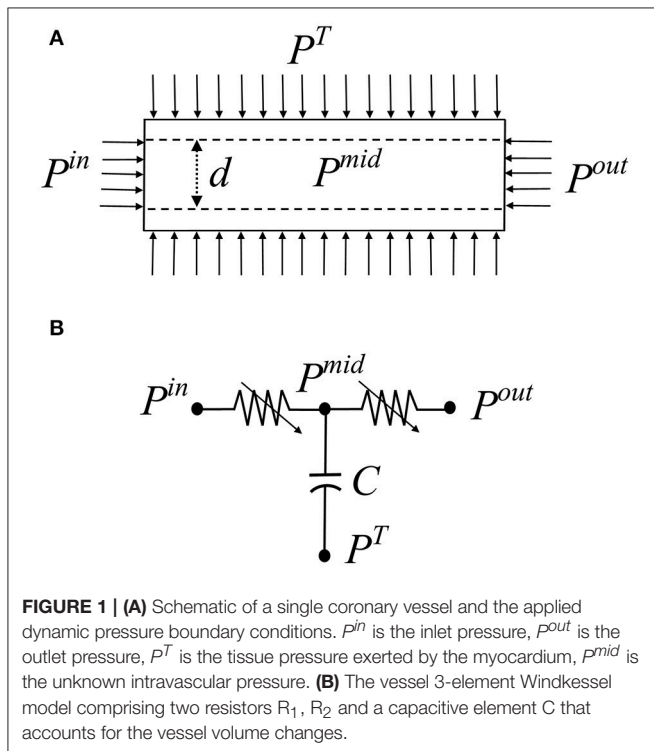 A
P^T
P^in
d
P^mid
P^out
B
P^mid
P^in
P^out
C
P^T
FIGURE 1 | (A) Schematic of a single coronary vessel and the applied
dynamic pressure boundary conditions. P^in is the inlet pressure, P^out is the
outlet pressure, P^T is the tissue pressure exerted by the myocardium, P^mid is
the unknown intravascular pressure. (B) The vessel 3-element Windkessel
model comprising two resistors R₁, R₂ and a capacitive element C that
accounts for the vessel volume changes.